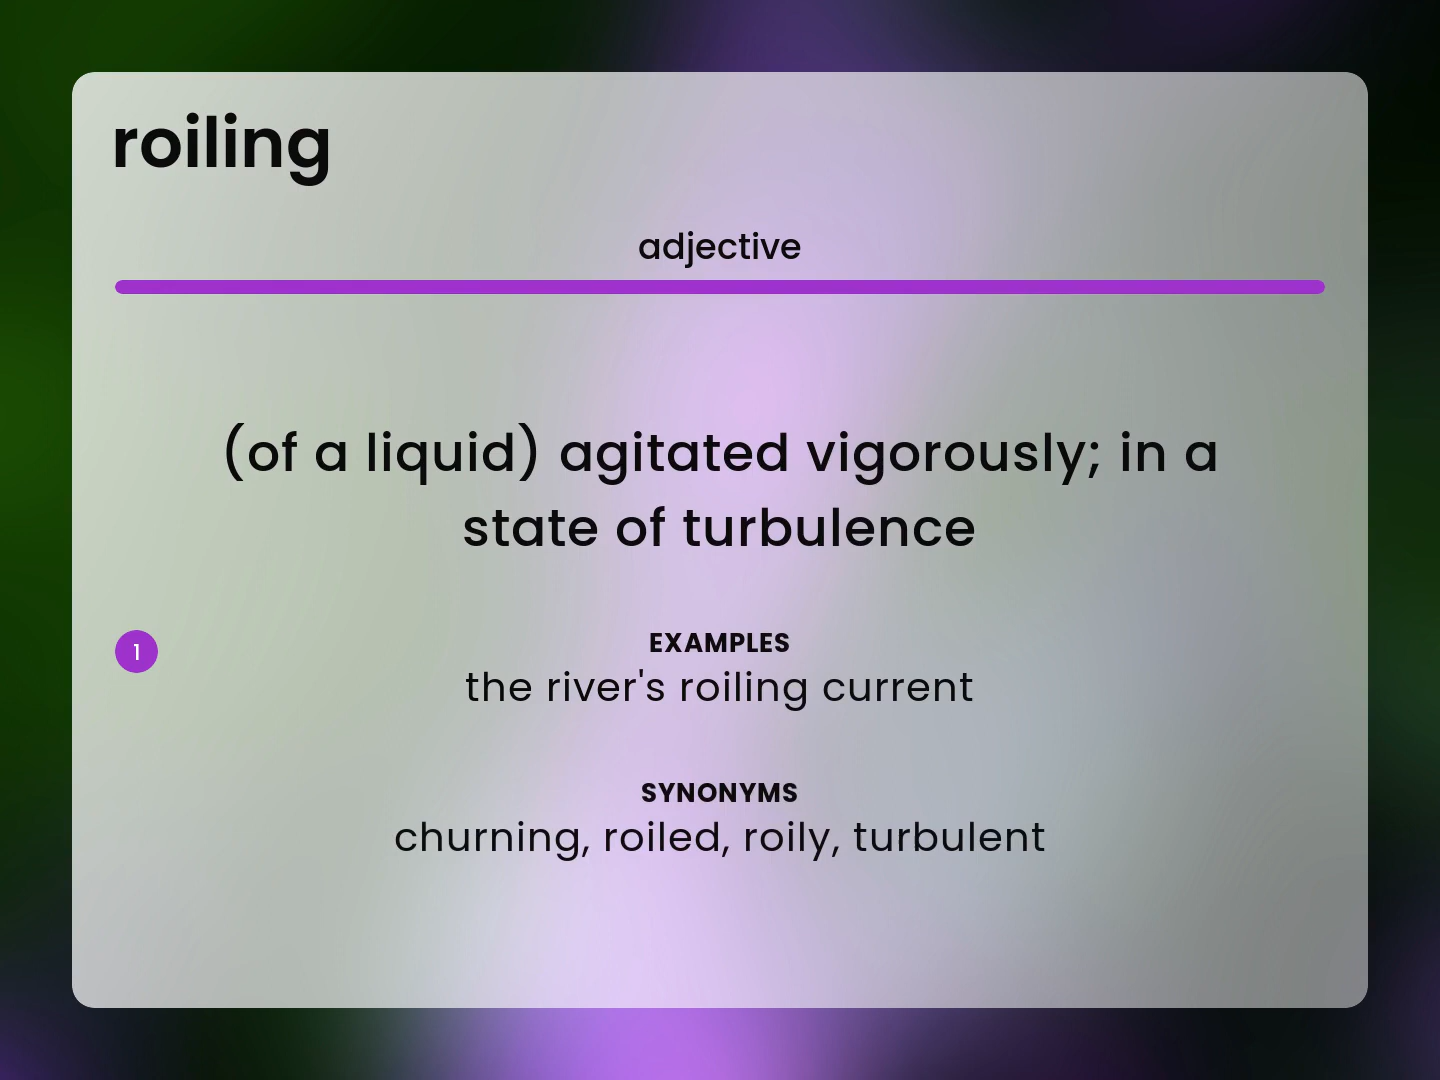 roiling
adjective
(of a liquid) agitated vigorously; in a
state of turbulence
1
EXAMPLES
the river's roiling current
SYNONYMS
churning, roiled, roily, turbulent